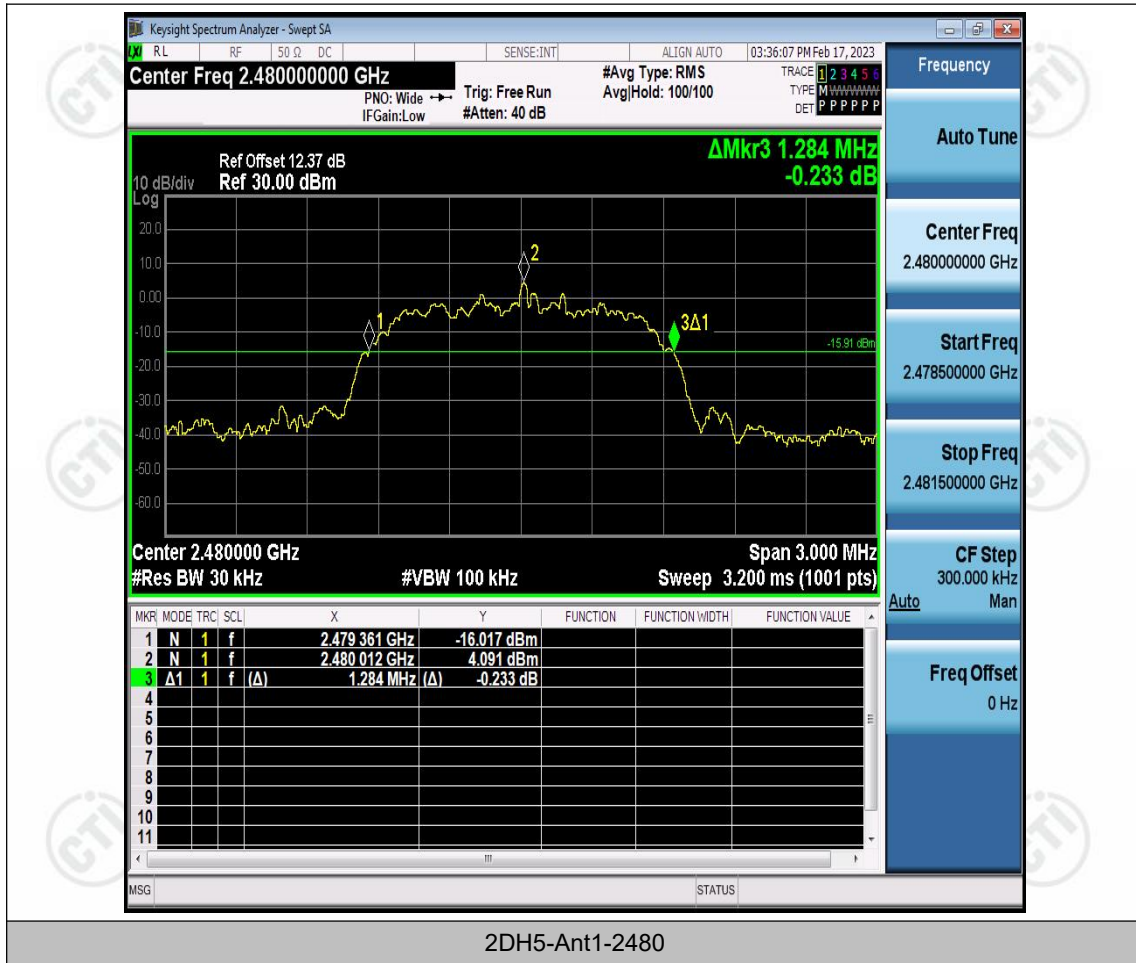 Keysight Spectrum Analyzer - Swept SA
LXI RL RF 50 Ω DC SENSE:INT ALIGN AUTO 03:36:07 PM Feb 17, 2023
Center Freq 2.480000000 GHz
PNO: Wide
IFGain:Low
Trig: Free Run
#Atten: 40 dB
#Avg Type: RMS
Avg|Hold: 100/100
TRACE 1 2 3 4 5 6
TYPE M WWWWW
DET P P P P P P
Frequency
Auto Tune
Center Freq
2.480000000 GHz
Start Freq
2.478500000 GHz
Stop Freq
2.481500000 GHz
CF Step
300.000 kHz
Auto Man
Freq Offset
0 Hz
ΔMkr3 1.284 MHz
-0.233 dB
Ref Offset 12.37 dB
10 dB/div Ref 30.00 dBm
Log
20.0
10.0
0.00
-10.0
-20.0
-30.0
-40.0
-50.0
-60.0
1
2
3Δ1
-15.91 dBm
Center 2.480000 GHz Span 3.000 MHz
#Res BW 30 kHz #VBW 100 kHz Sweep 3.200 ms (1001 pts)
MKR MODE TRC SCL X Y FUNCTION FUNCTION WIDTH FUNCTION VALUE
1 N 1 f 2.479 361 GHz -16.017 dBm
2 N 1 f 2.480 012 GHz 4.091 dBm
3 Δ1 1 f (Δ) 1.284 MHz (Δ) -0.233 dB
4
5
6
7
8
9
10
11
MSG STATUS
2DH5-Ant1-2480
CTI
CTI
CTI
CTI
CTI
CTI